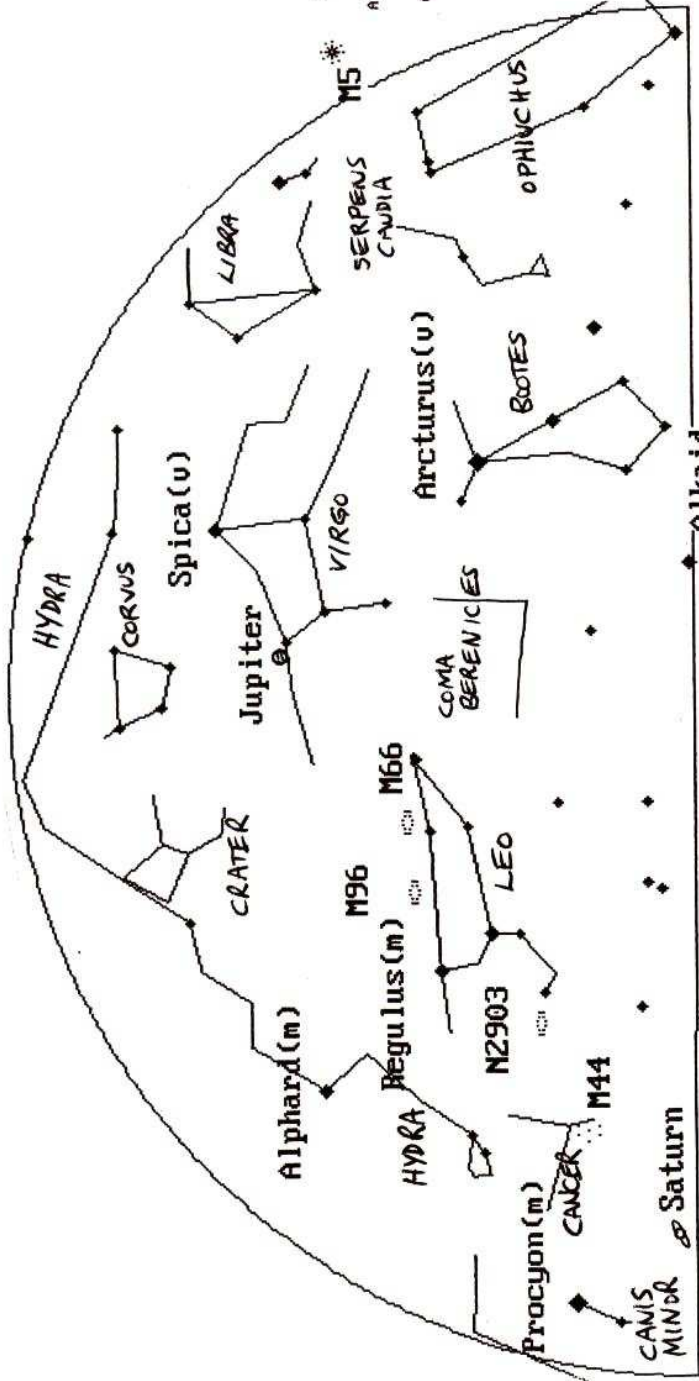 HYDRA
CORVUS
Spica(v)
LIBRA
M5
CRATER
Jupiter
VIRGO
SERPENS
CAUDIA
Alphard(m)
M96
M66
Regulus(m)
HYDRA
LEO
COMA
BERENICES
Arcturus(v)
BOOTES
OPHIUCHUS
N2903
Procyon(m)
CANCER
M44
CANIS
MINOR
Saturn
Alkaid